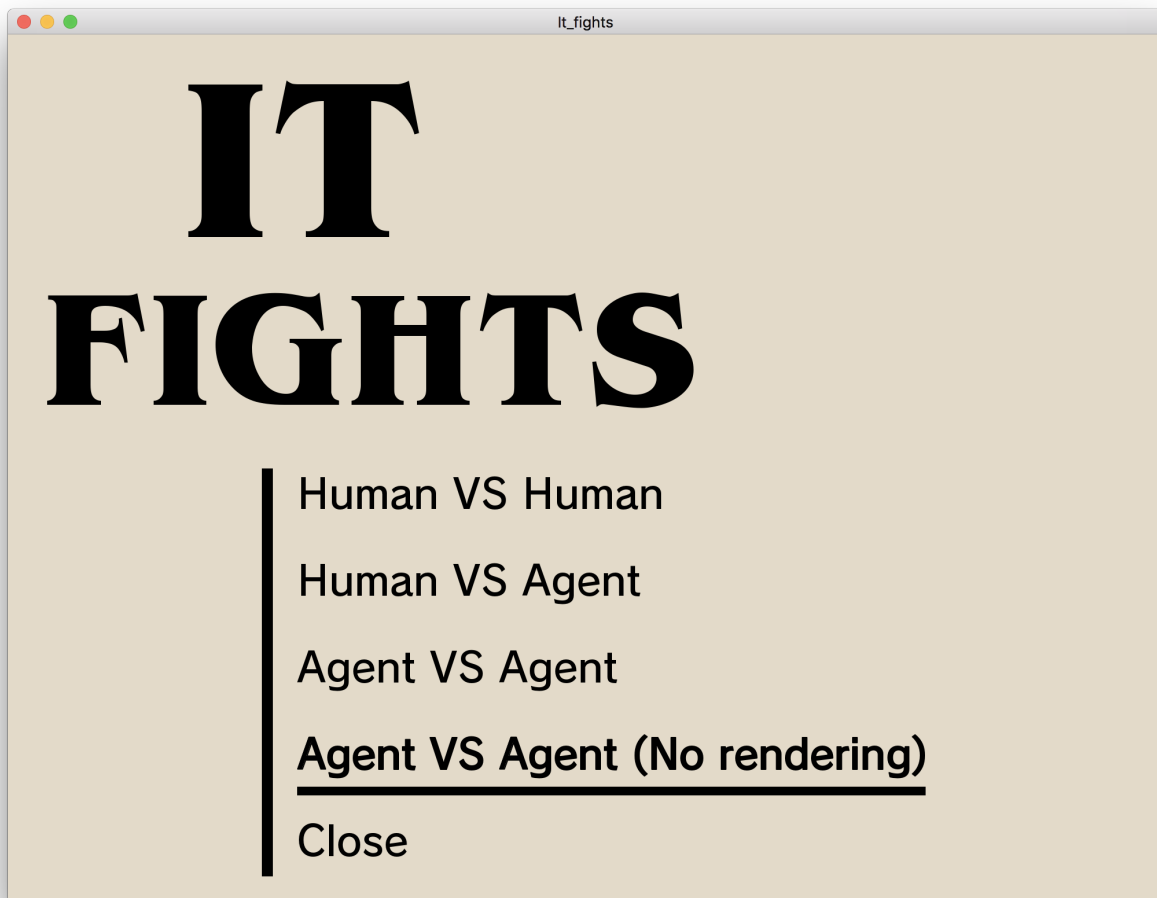 It_fights
IT
FIGHTS
Human VS Human
Human VS Agent
Agent VS Agent
Agent VS Agent (No rendering)
Close